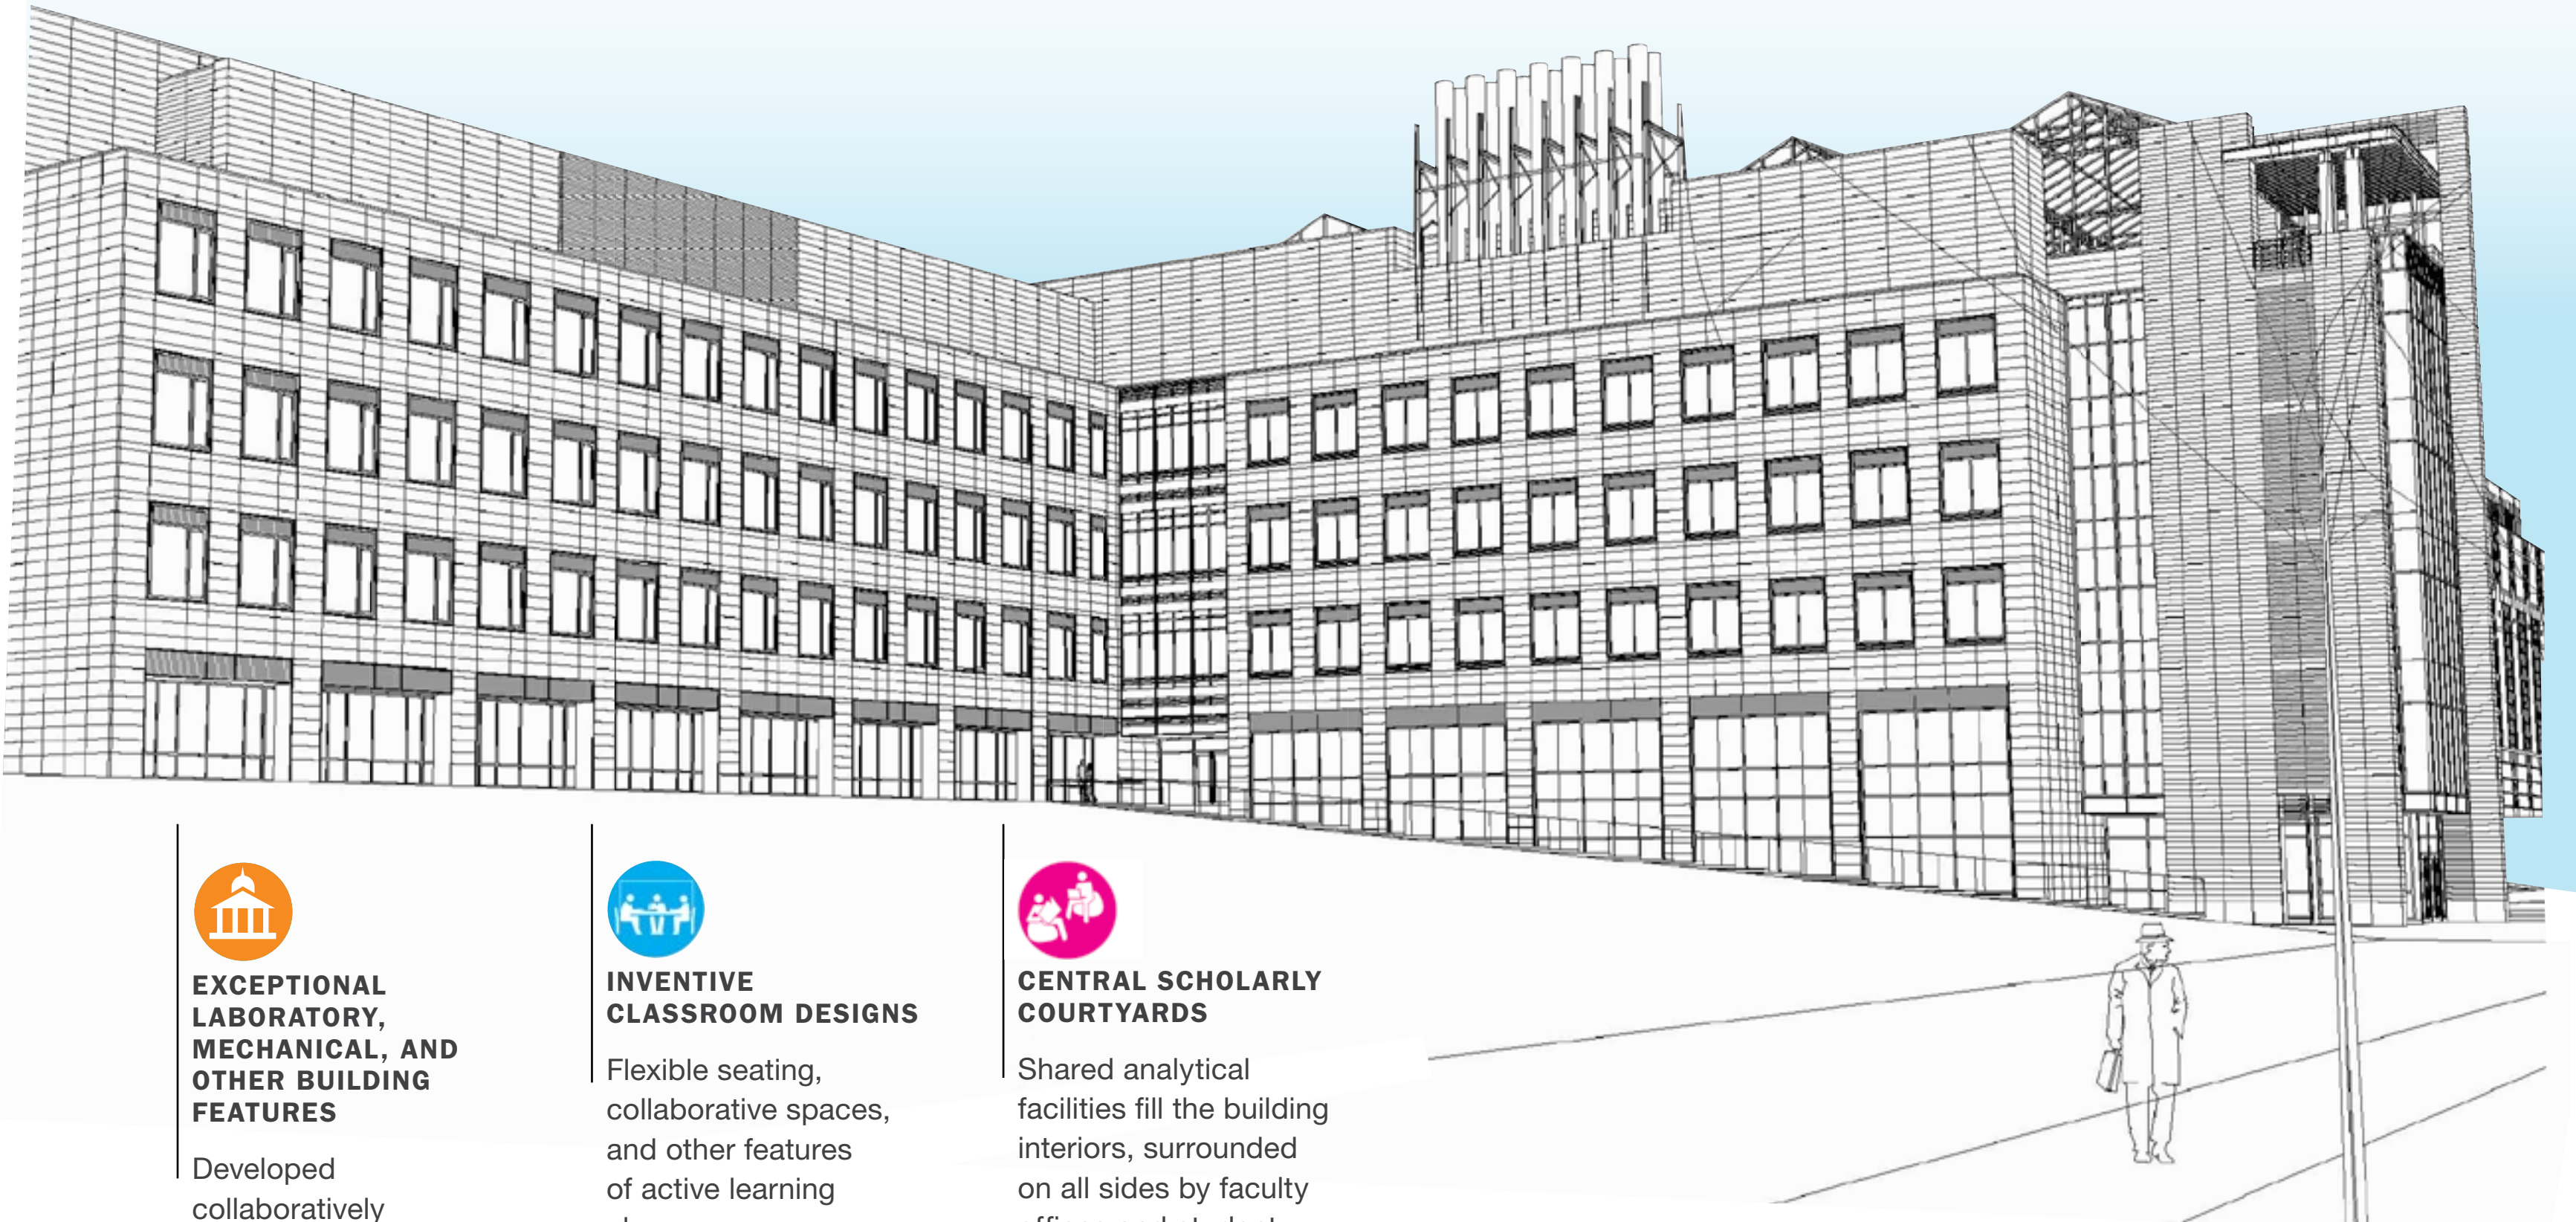 EXCEPTIONAL
LABORATORY,
MECHANICAL, AND
OTHER BUILDING
FEATURES
Developed
collaboratively
INVENTIVE
CLASSROOM DESIGNS
Flexible seating,
collaborative spaces,
and other features
of active learning
CENTRAL SCHOLARLY
COURTYARDS
Shared analytical
facilities fill the building
interiors, surrounded
on all sides by faculty